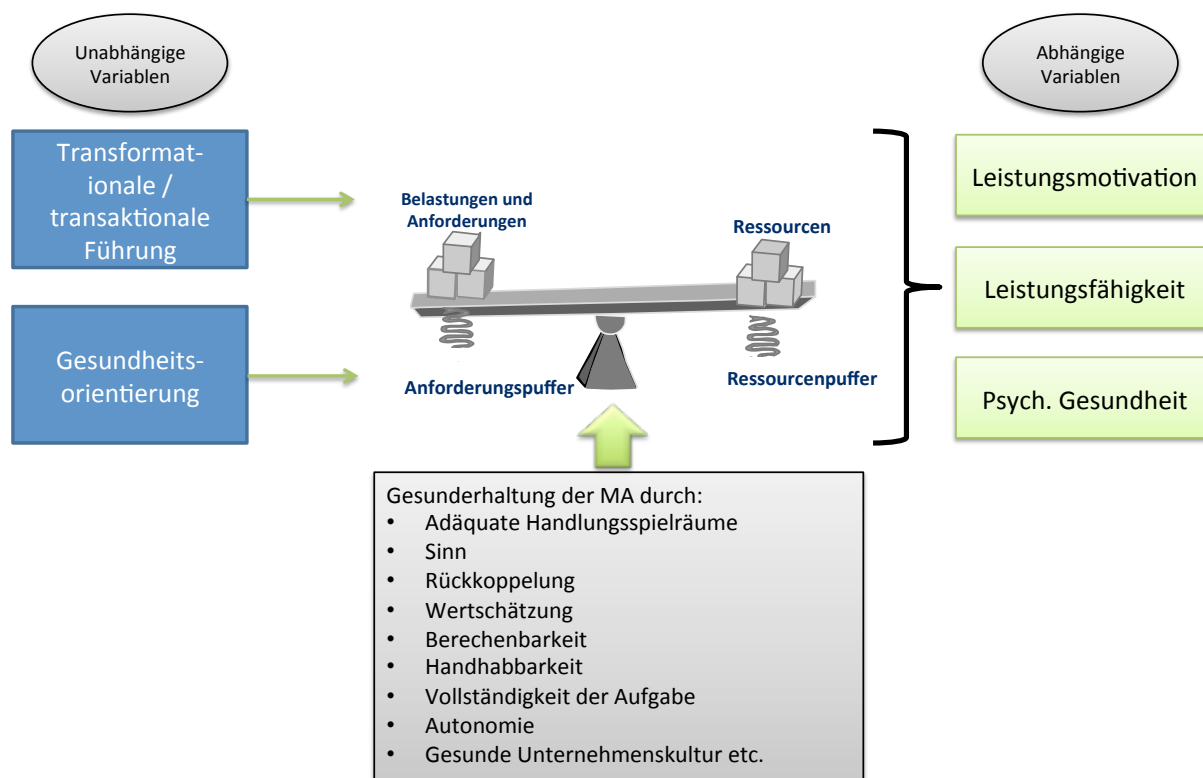 Unabhängige
Variablen
Abhängige
Variablen
Transformat-
ionale /
transaktionale
Führung
Gesundheits-
orientierung
Belastungen und
Anforderungen
Ressourcen
Anforderungspuffer
Ressourcenpuffer
Leistungsmotivation
Leistungsfähigkeit
Psych. Gesundheit
Gesunderhaltung der MA durch:
• Adäquate Handlungsspielräume
• Sinn
• Rückkoppelung
• Wertschätzung
• Berechenbarkeit
• Handhabbarkeit
• Vollständigkeit der Aufgabe
• Autonomie
• Gesunde Unternehmenskultur etc.